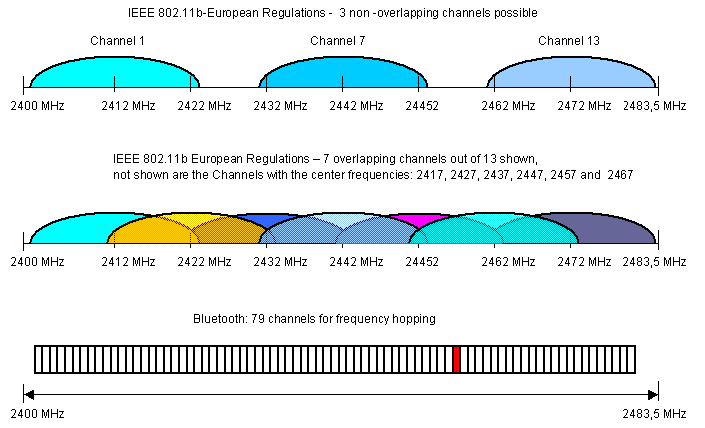 IEEE 802.11b-European Regulations - 3 non -overlapping channels possible
Channel 1 Channel 7 Channel 13
2400 MHz 2412 MHz 2422 MHz 2432 MHz 2442 MHz 24452 2462 MHz 2472 MHz 2483,5 MHz
IEEE 802.11b European Regulations – 7 overlapping channels out of 13 shown,
not shown are the Channels with the center frequencies: 2417, 2427, 2437, 2447, 2457 and 2467
2400 MHz 2412 MHz 2422 MHz 2432 MHz 2442 MHz 24452 2462 MHz 2472 MHz 2483,5 MHz
Bluetooth: 79 channels for frequency hopping
2400 MHz 2483,5 MHz